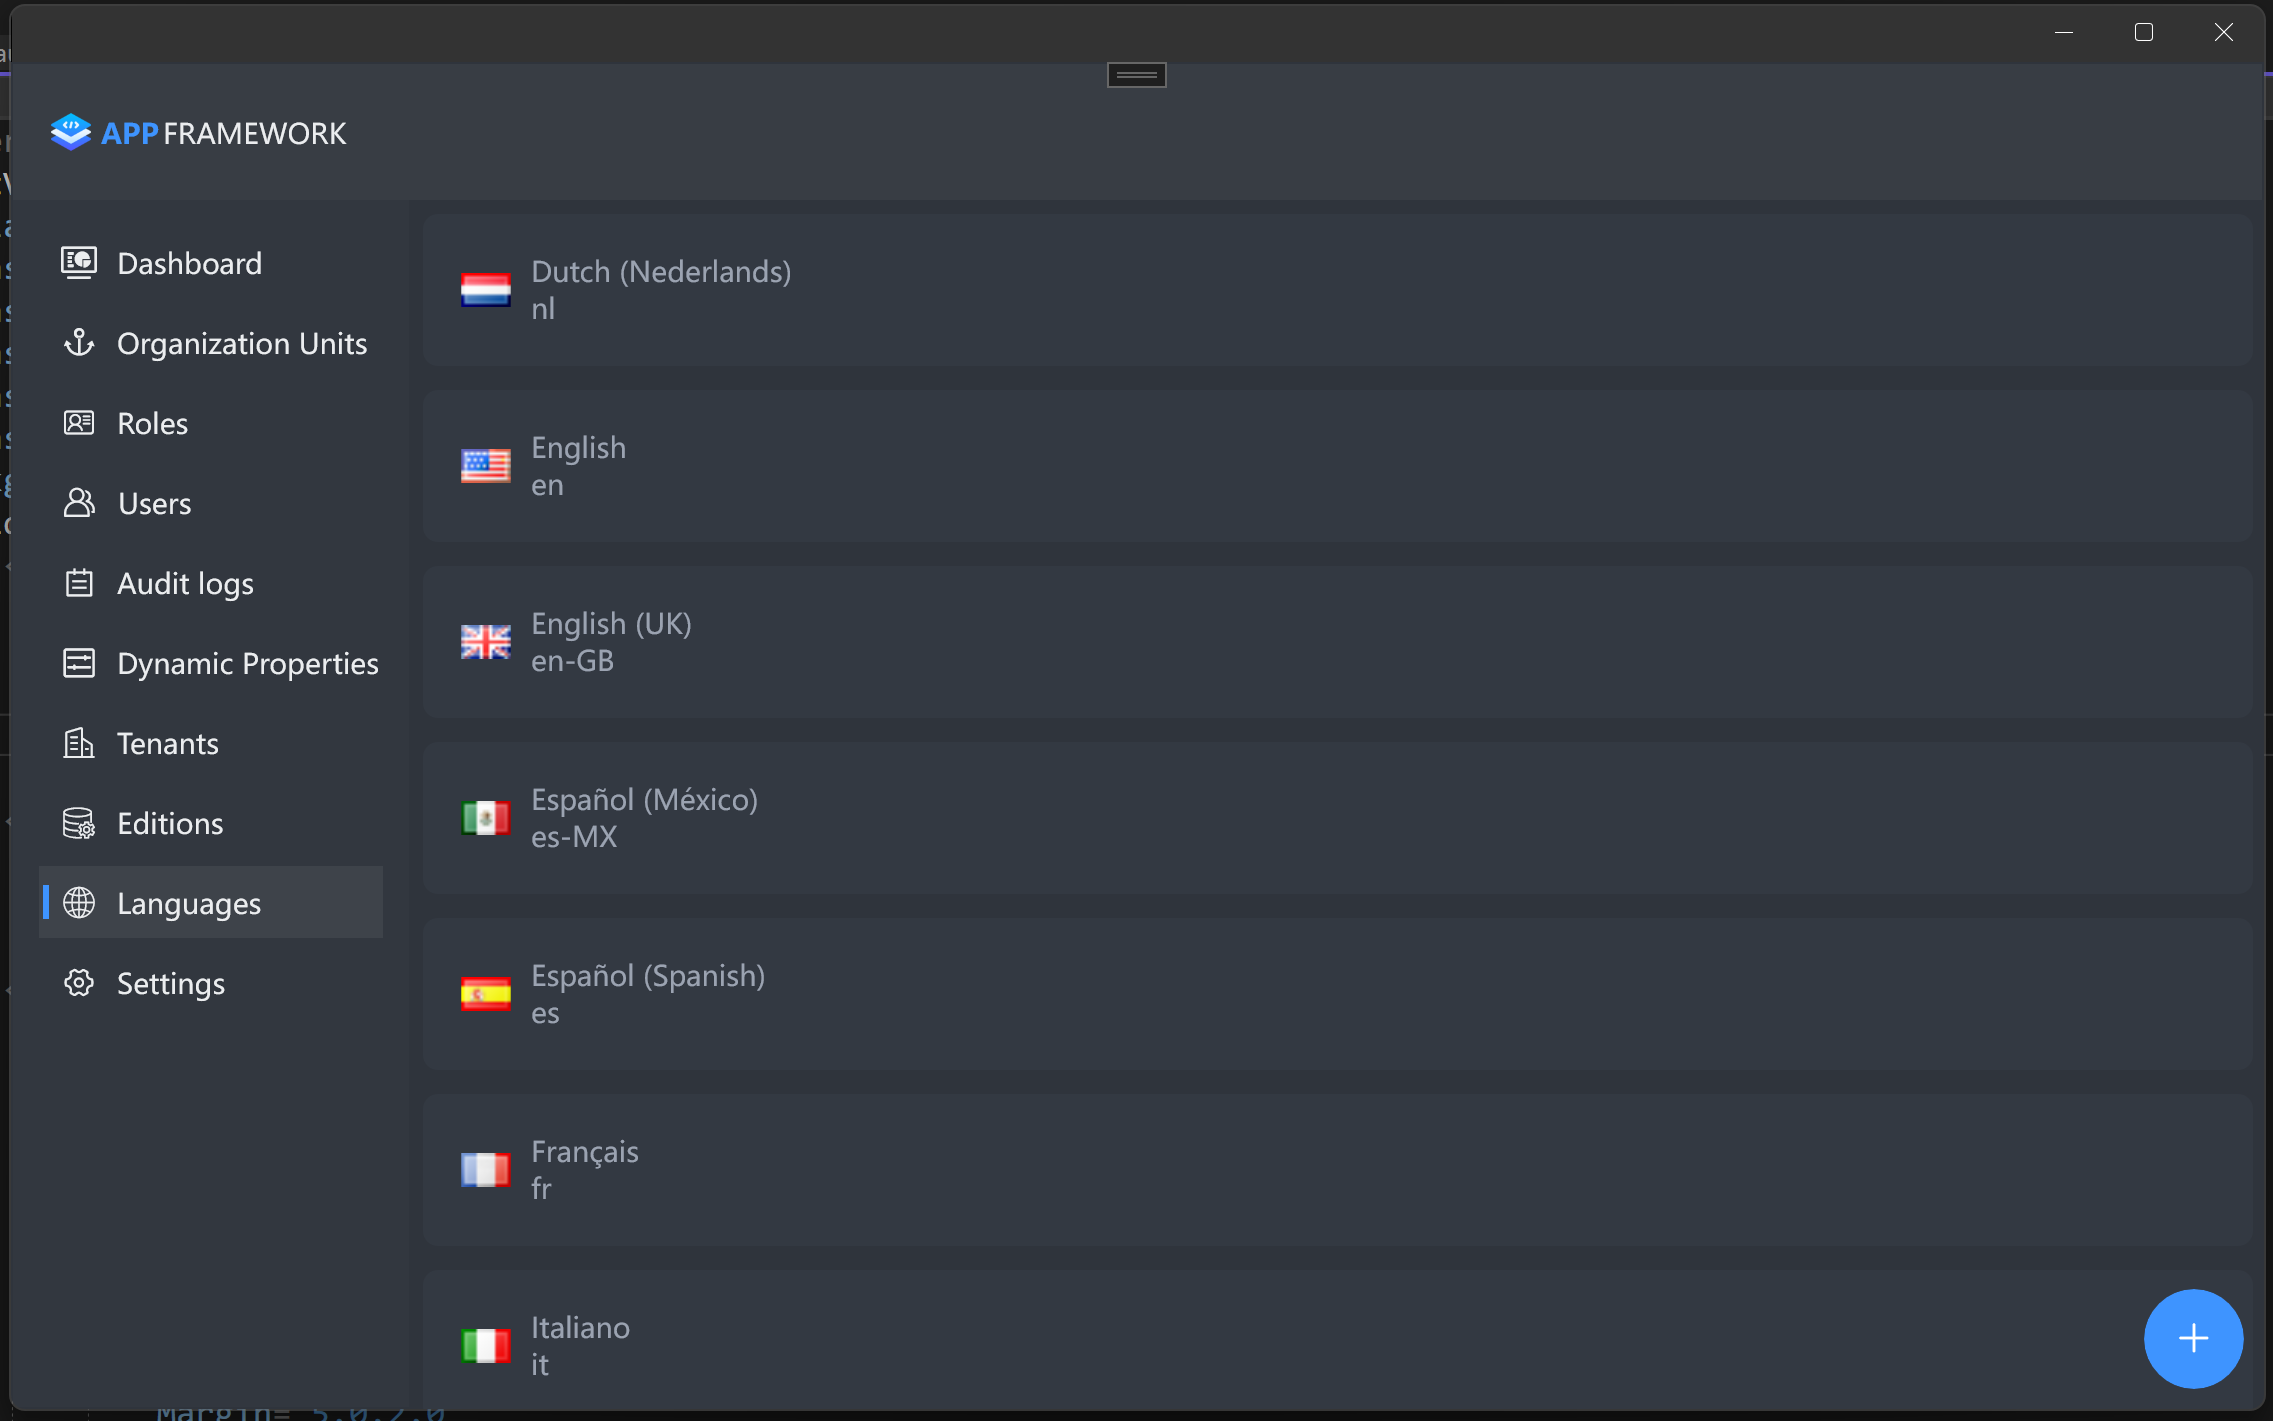 APP FRAMEWORK
Dashboard
Organization Units
Roles
Users
Audit logs
Dynamic Properties
Tenants
Editions
Languages
Settings
Dutch (Nederlands)
nl
English
en
English (UK)
en-GB
Español (México)
es-MX
Español (Spanish)
es
Français
fr
Italiano
it